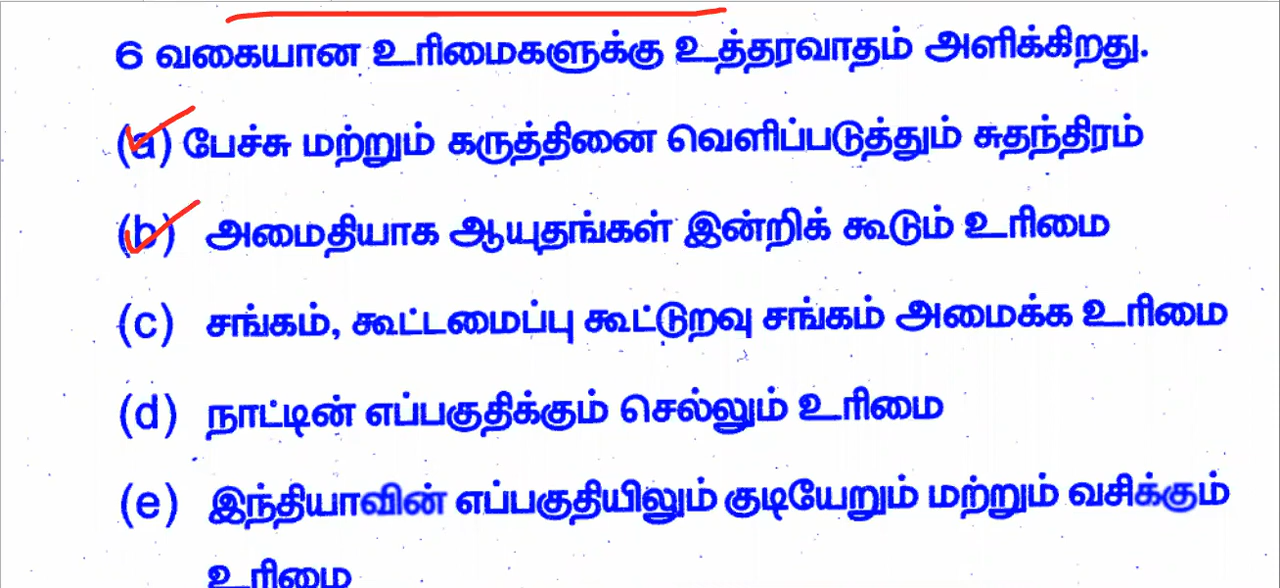 6 வகையான உரிமைகளுக்கு உத்தரவாதம் அளிக்கிறது.
(a) பேச்சு மற்றும் கருத்தினை வெளிப்படுத்தும் சுதந்திரம்
(b) அமைதியாக ஆயுதங்கள் இன்றிக் கூடும் உரிமை
(c) சங்கம், கூட்டமைப்பு கூட்டுறவு சங்கம் அமைக்க உரிமை
(d) நாட்டின் எப்பகுதிக்கும் செல்லும் உரிமை
(e) இந்தியாவின் எப்பகுதியிலும் குடியேறும் மற்றும் வசிக்கும்
உரிமை